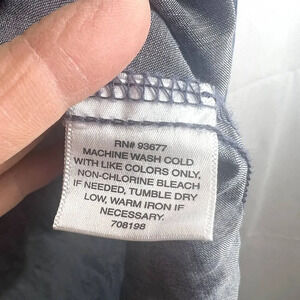 RN# 93677
MACHINE WASH COLD
WITH LIKE COLORS ONLY,
NON-CHLORINE BLEACH
IF NEEDED, TUMBLE DRY
LOW, WARM IRON IF
NECESSARY.
708198